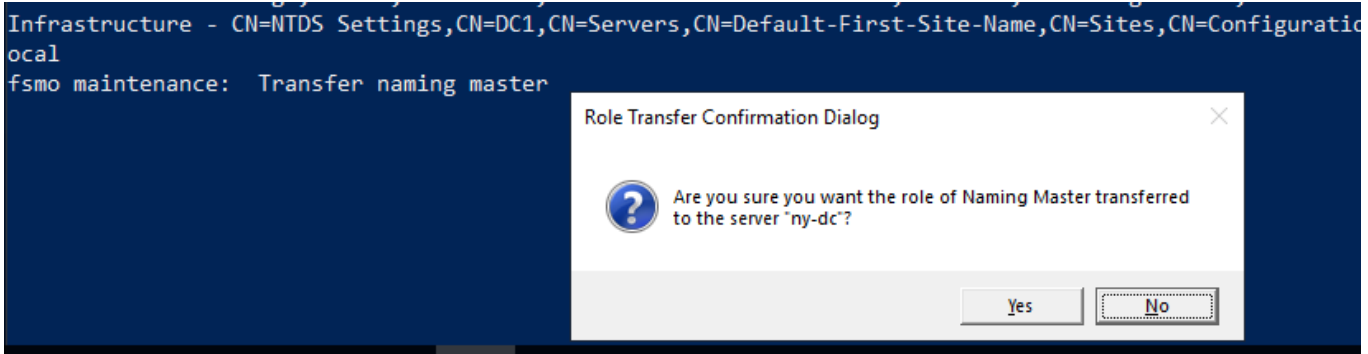 Infrastructure - CN=NTDS Settings,CN=DC1,CN=Servers,CN=Default-First-Site-Name,CN=Sites,CN=Configuratio
ocal
fsmo maintenance:  Transfer naming master
Role Transfer Confirmation Dialog
Are you sure you want the role of Naming Master transferred
to the server "ny-dc"?
Yes
No